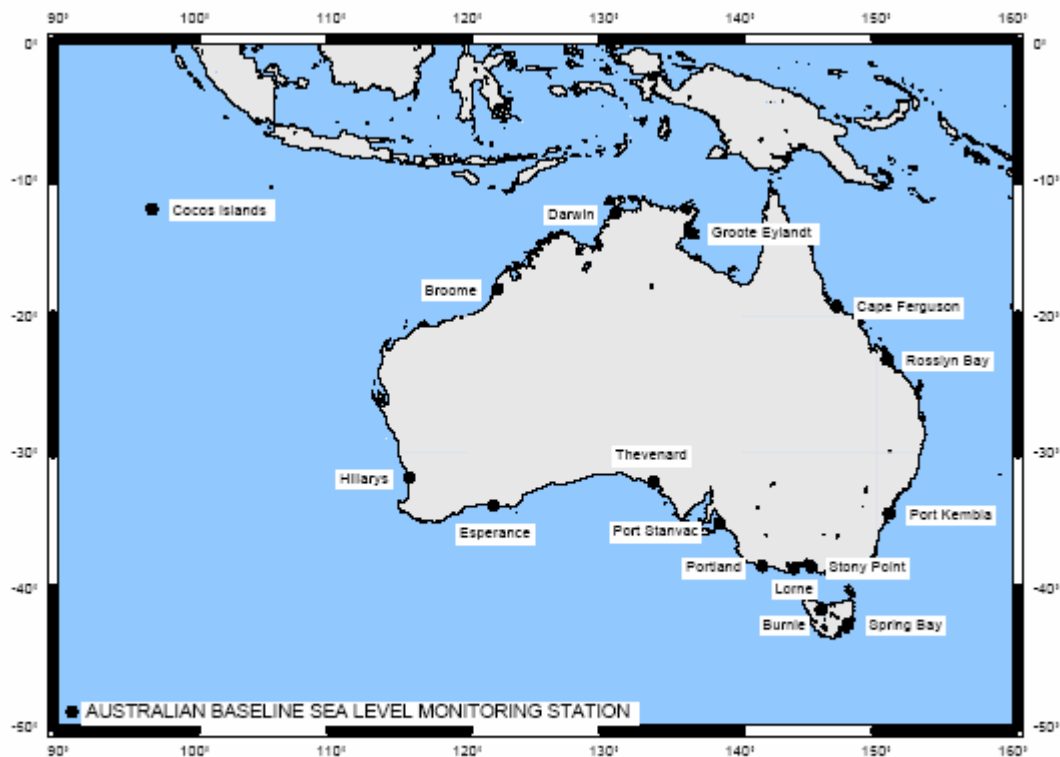 90° 100° 110° 120° 130° 140° 150° 160°
0° 0°
-10° -10°
Cocos Islands
Darwin
Groote Eylandt
Broome
Cape Ferguson
-20° -20°
Rosslyn Bay
Thevenard
-30° -30°
Hillarys
Port Kembla
Esperance
Port Stanvac
Portland
Stony Point
-40° -40°
Lorne
Burnie
Spring Bay
AUSTRALIAN BASELINE SEA LEVEL MONITORING STATION
-50° -50°
90° 100° 110° 120° 130° 140° 150° 160°